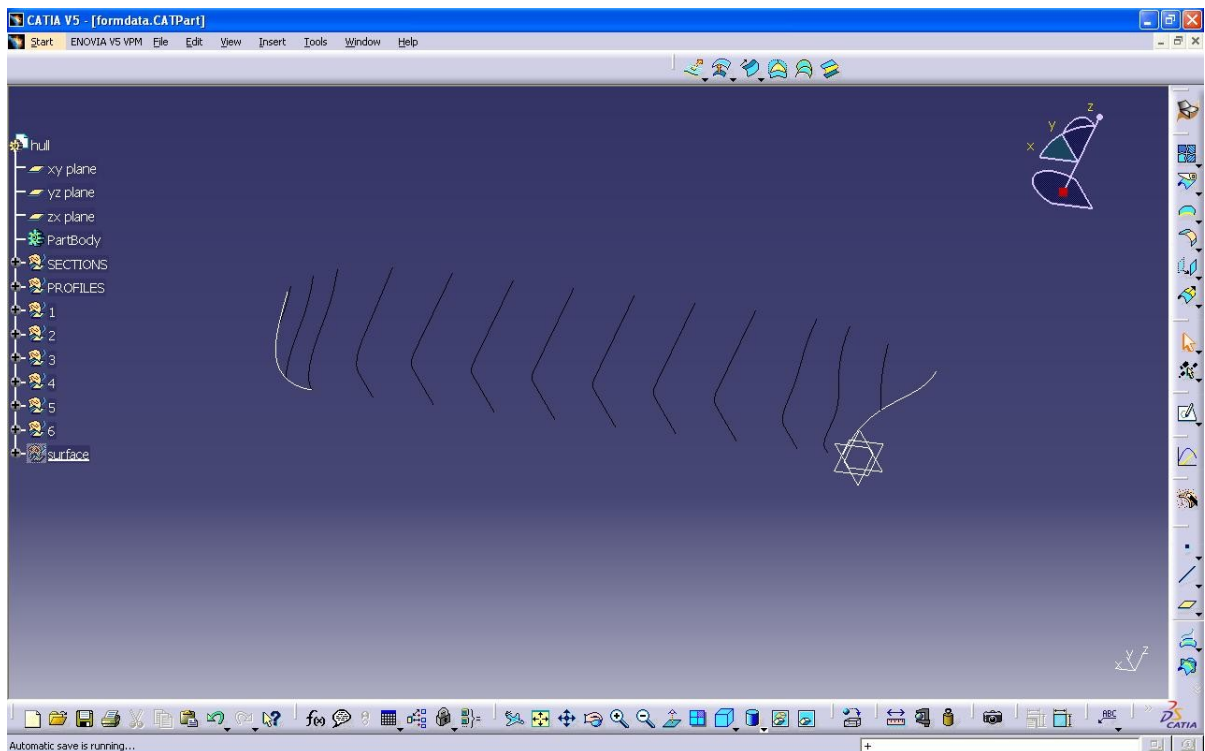 CATIA V5 - [formdata.CATPart]
Start ENOVIA V5 VPM File Edit View Insert Tools Window Help
z
y
x
hull
xy plane
yz plane
zx plane
PartBody
SECTIONS
PROFILES
1
2
3
4
5
6
surface
y z
x
f(x)
ABC
CATIA
Automatic save is running...